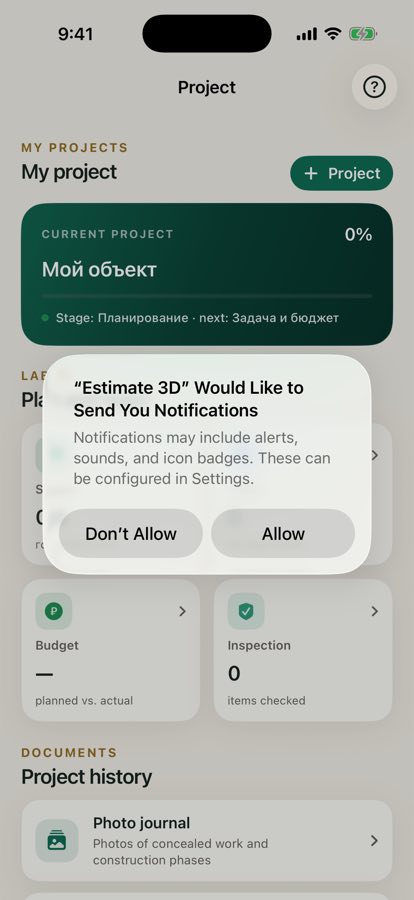 9:41
Project
MY PROJECTS
My project
+ Project
CURRENT PROJECT
0%
Мой объект
Stage: Планирование · next: Задача и бюджет
“Estimate 3D” Would Like to
Send You Notifications
Notifications may include alerts,
sounds, and icon badges. These can
be configured in Settings.
Don’t Allow
Allow
₽
Budget
—
planned vs. actual
Inspection
0
items checked
DOCUMENTS
Project history
Photo journal
Photos of concealed work and
construction phases